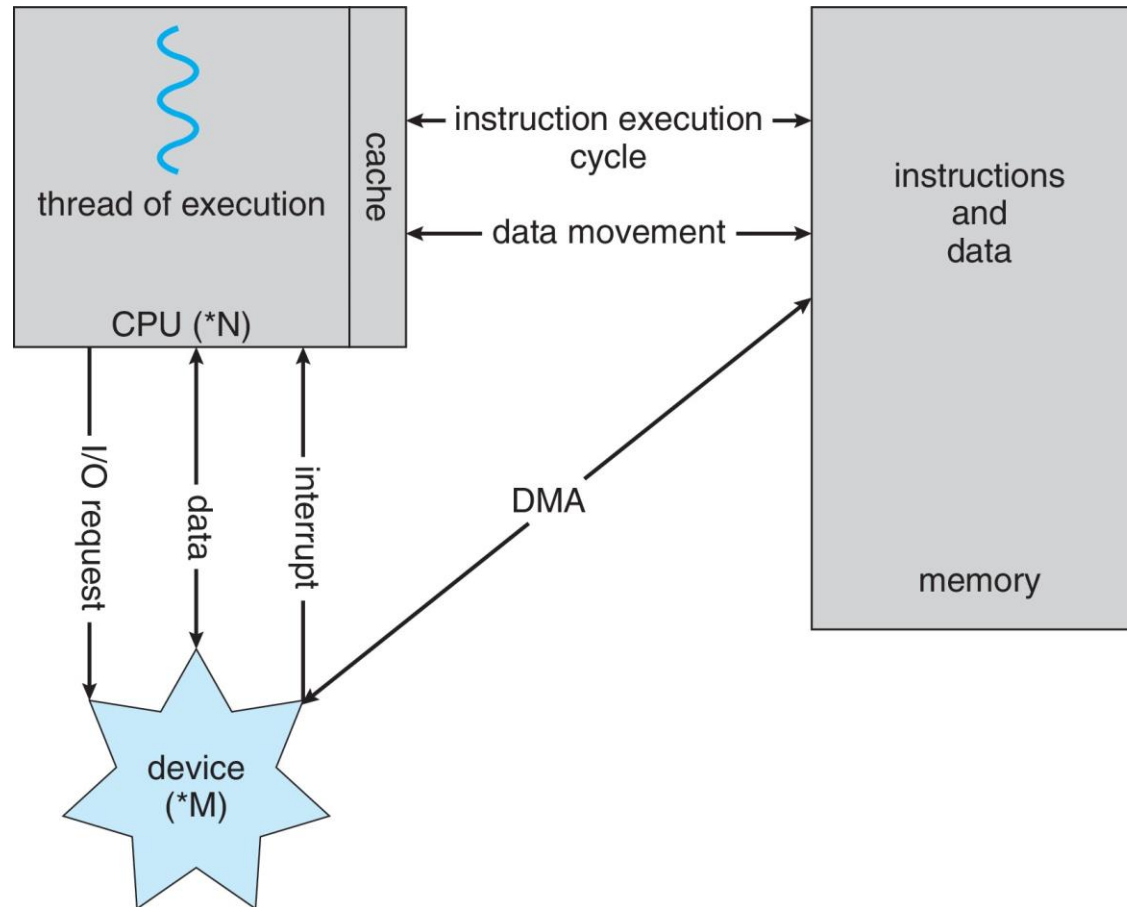 thread of execution
CPU (*N)
cache
instruction execution
cycle
data movement
instructions
and
data
memory
I/O request
data
interrupt
DMA
device
(*M)